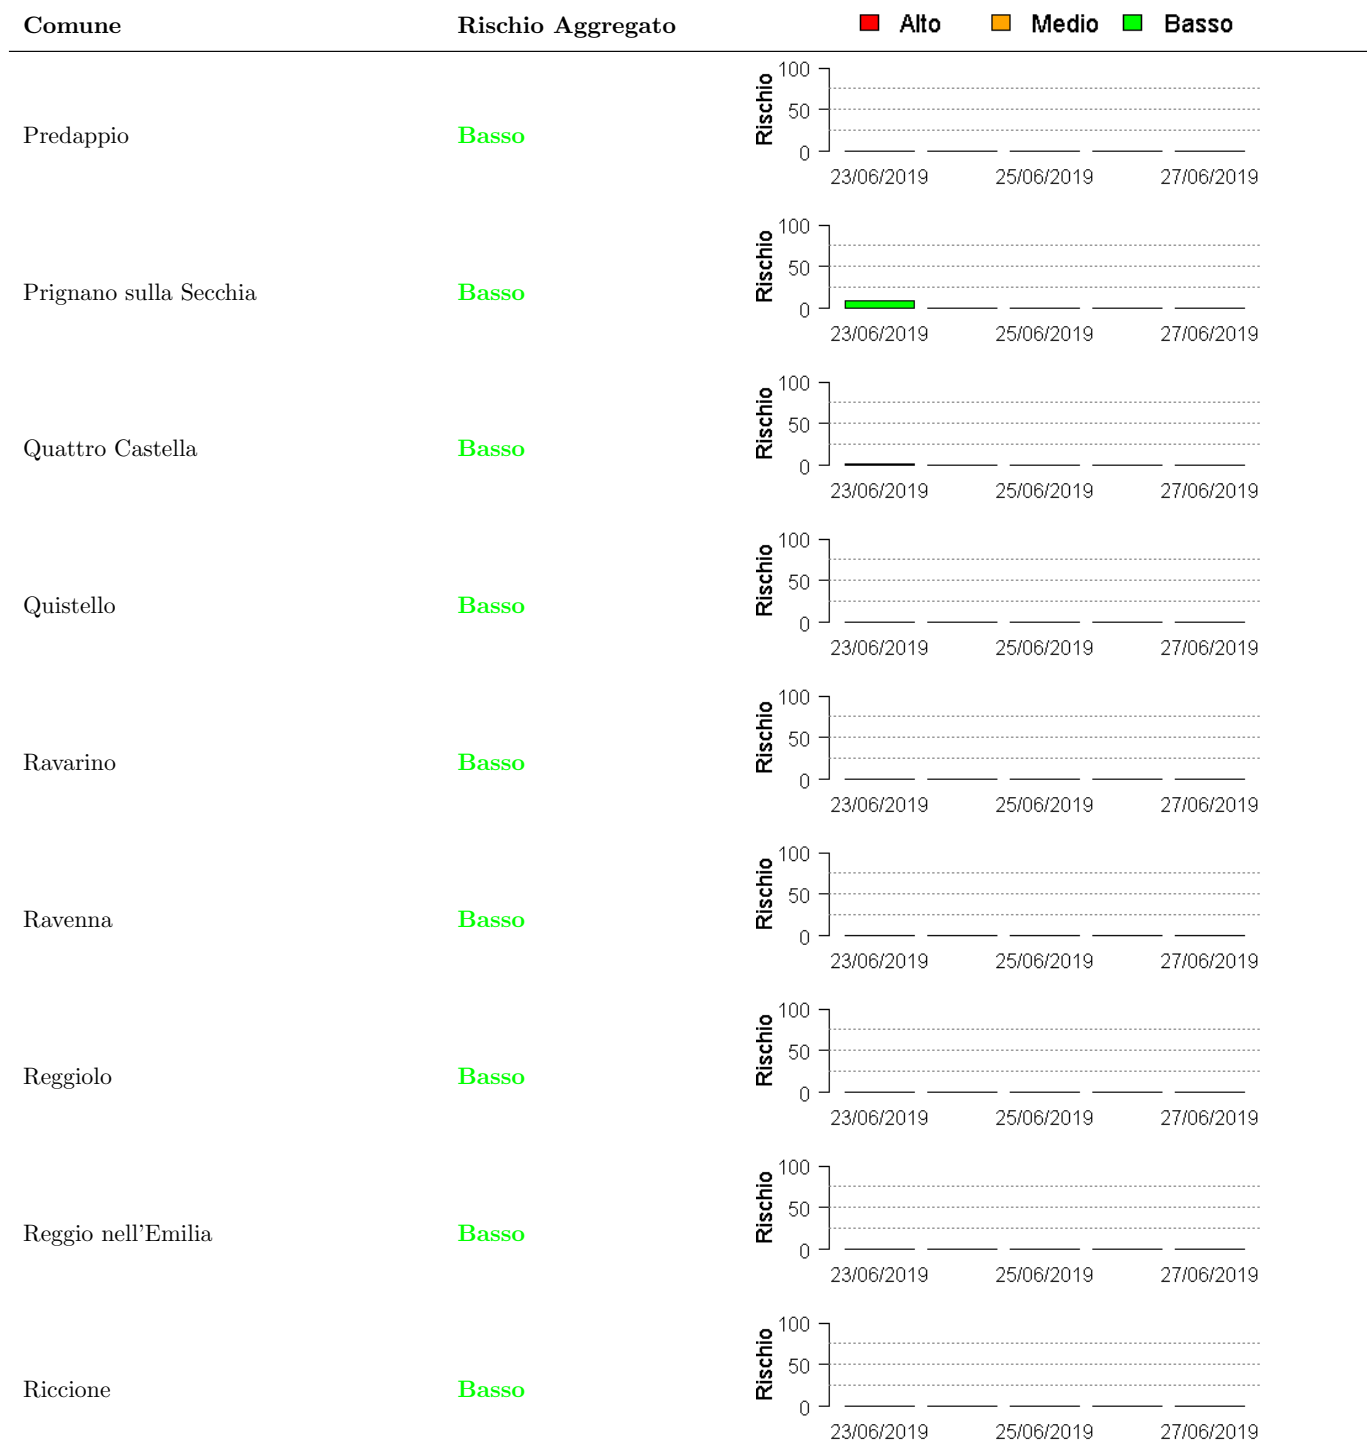 Comune Rischio Aggregato Alto Medio Basso
Predappio Basso Rischio 100 50 0
23/06/2019 25/06/2019 27/06/2019
Prignano sulla Secchia Basso Rischio 100 50 0
23/06/2019 25/06/2019 27/06/2019
Quattro Castella Basso Rischio 100 50 0
23/06/2019 25/06/2019 27/06/2019
Quistello Basso Rischio 100 50 0
23/06/2019 25/06/2019 27/06/2019
Ravarino Basso Rischio 100 50 0
23/06/2019 25/06/2019 27/06/2019
Ravenna Basso Rischio 100 50 0
23/06/2019 25/06/2019 27/06/2019
Reggiolo Basso Rischio 100 50 0
23/06/2019 25/06/2019 27/06/2019
Reggio nell'Emilia Basso Rischio 100 50 0
23/06/2019 25/06/2019 27/06/2019
Riccione Basso Rischio 100 50 0
23/06/2019 25/06/2019 27/06/2019